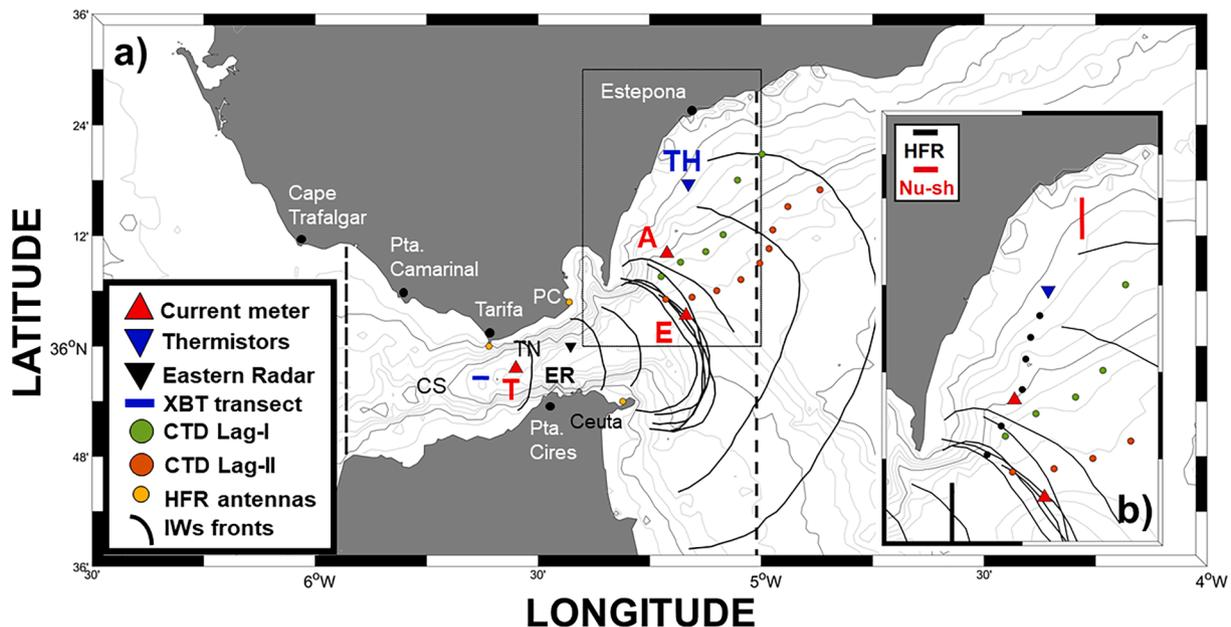 36'
a)
Estepona
TH
24'
Cape
Trafalgar
A
12'
Pta.
Camarinal
PC
Tarifa
36°N
TN
E
CS
T
ER
Ceuta
Pta.
Cires
48'
36'
Current meter
Thermistors
Eastern Radar
XBT transect
CTD Lag-I
CTD Lag-II
HFR antennas
IWs fronts
HFR
Nu-sh
b)
30'
6°W
30'
5°W
30'
4°W
LATITUDE
LONGITUDE